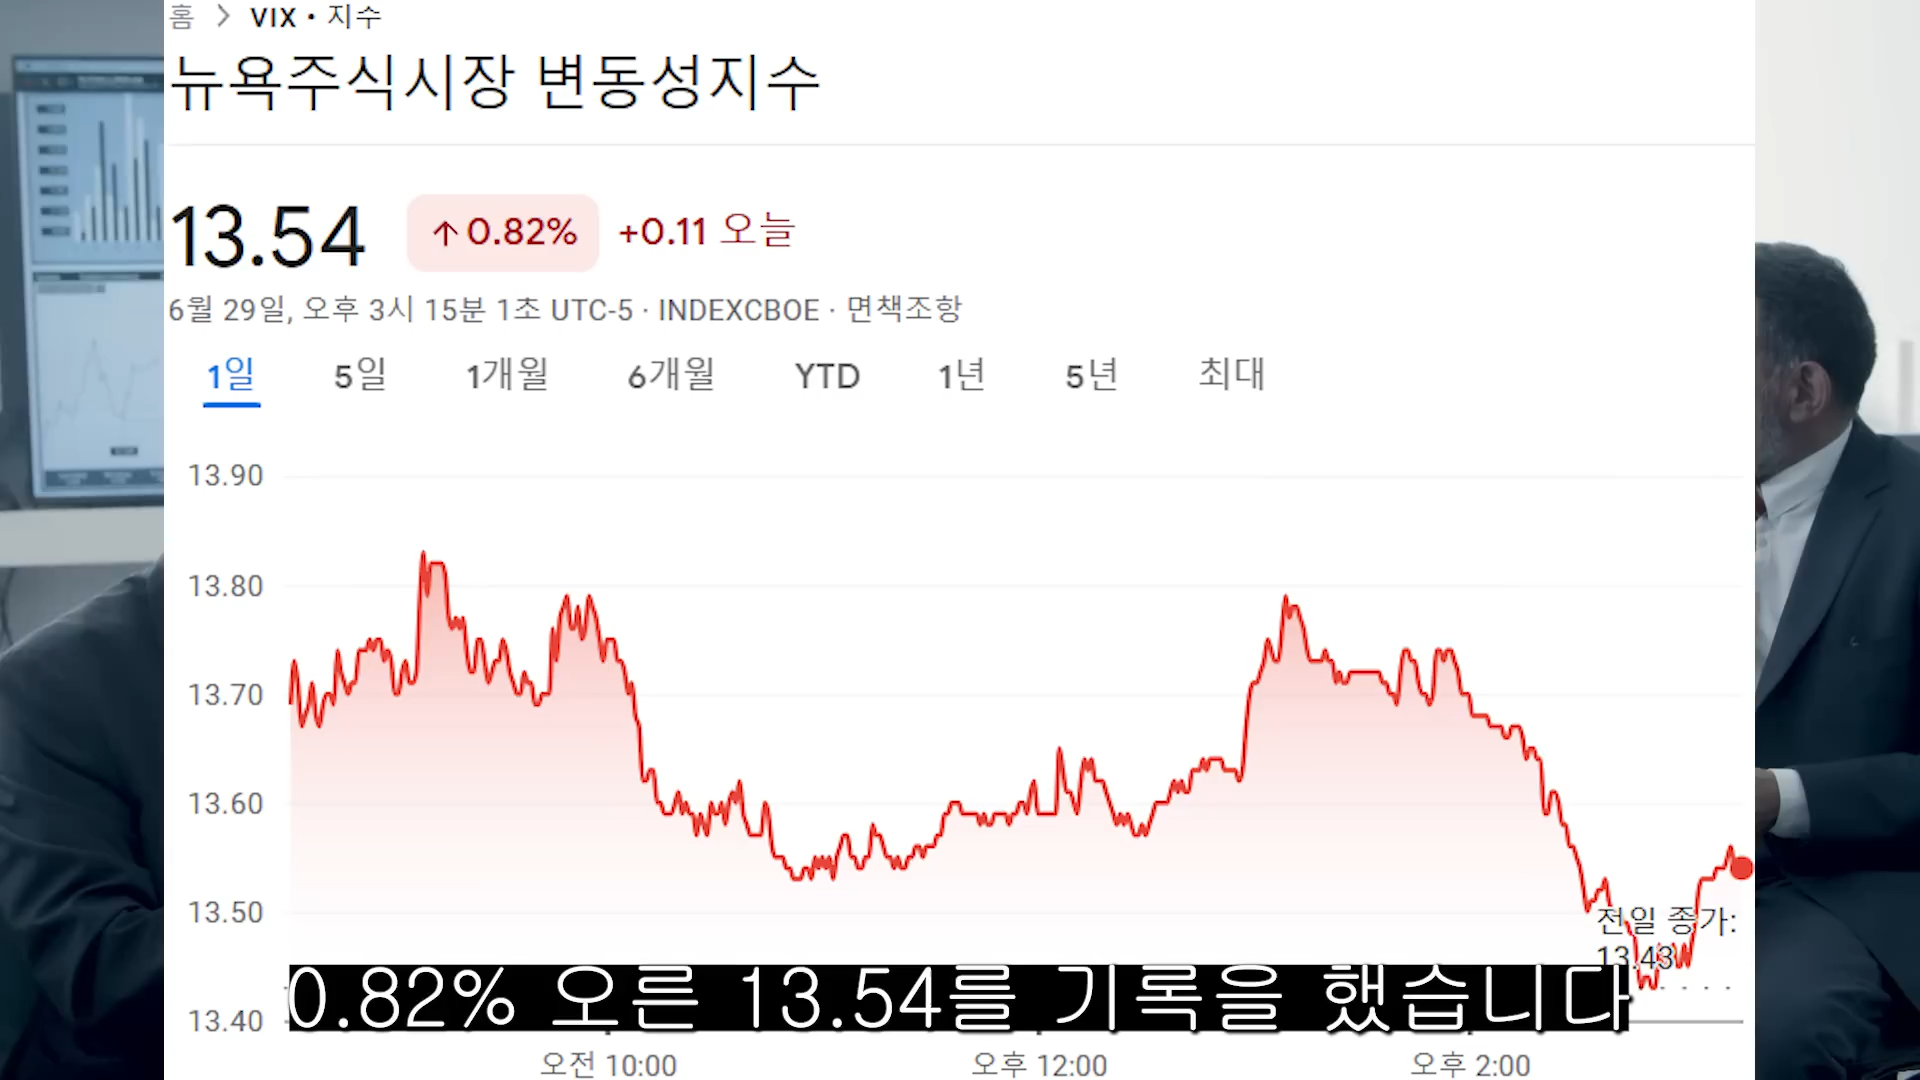 홈 > VIX • 지수
뉴욕주식시장 변동성지수
13.54 ↑ 0.82% +0.11 오늘
6월 29일, 오후 3시 15분 1초 UTC-5 · INDEXCBOE · 면책조항
1일 5일 1개월 6개월 YTD 1년 5년 최대
13.90
13.80
13.70
13.60
13.50
전일 종가:
13.43
0.82% 오른 13.54를 기록을 했습니다
13.40
오전 10:00 오후 12:00 오후 2:00